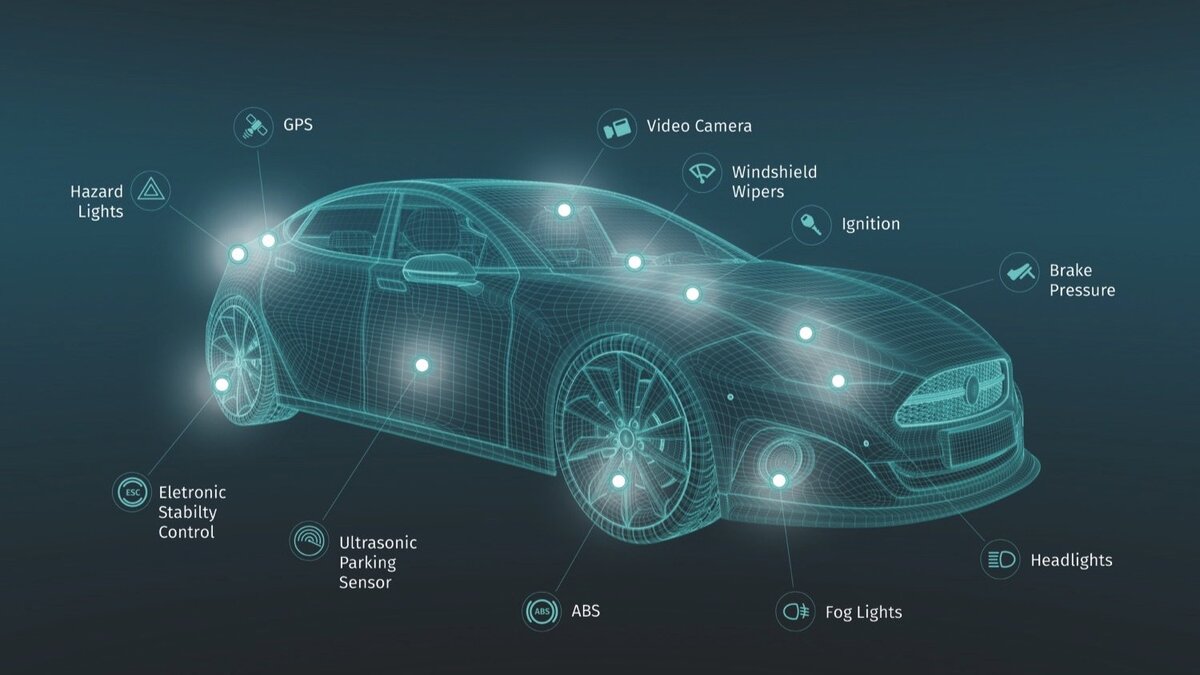 GPS
Video Camera
Hazard
Lights
Windshield
Wipers
Ignition
Brake
Pressure
ESC
Eletronic
Stabilty
Control
Ultrasonic
Parking
Sensor
ABS
ABS
Fog Lights
Headlights